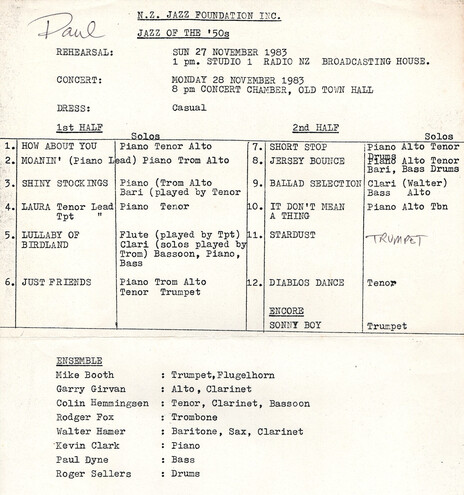 Paul
N.Z. JAZZ FOUNDATION INC.
JAZZ OF THE '50s
REHEARSAL: SUN 27 NOVEMBER 1983
1 pm. STUDIO 1 RADIO NZ BROADCASTING HOUSE.
CONCERT: MONDAY 28 NOVEMBER 1983
8 pm CONCERT CHAMBER, OLD TOWN HALL
DRESS: Casual
1st HALF
Solos
1. HOW ABOUT YOU Piano Tenor Alto
2. MOANIN' (Piano Lead) Piano Trom Alto
3. SHINY STOCKINGS Piano (Trom Alto
Bari (played by Tenor
4. LAURA Tenor Lead Piano Tenor
Tpt "
5. LULLABY OF Flute (played by Tpt)
BIRDLAND Clari (solos played by
Trom) Bassoon, Piano,
Bass
6. JUST FRIENDS Piano Trom Alto
Tenor Trumpet
2nd HALF
Solos
7. SHORT STOP Piano Alto Tenor
Drums
8. JERSEY BOUNCE Piano Alto Tenor
Bari, Bass Drums
9. BALLAD SELECTION Clari (Walter)
Bass Alto
10. IT DON'T MEAN Piano Alto Tbn
A THING
11. STARDUST TRUMPET
12. DIABLOS DANCE Tenor
ENCORE
SONNY BOY Trumpet
ENSEMBLE
Mike Booth : Trumpet,Flugelhorn
Garry Girvan : Alto, Clarinet
Colin Hemmingsen : Tenor, Clarinet, Bassoon
Rodger Fox : Trombone
Walter Hamer : Baritone, Sax, Clarinet
Kevin Clark : Piano
Paul Dyne : Bass
Roger Sellers : Drums